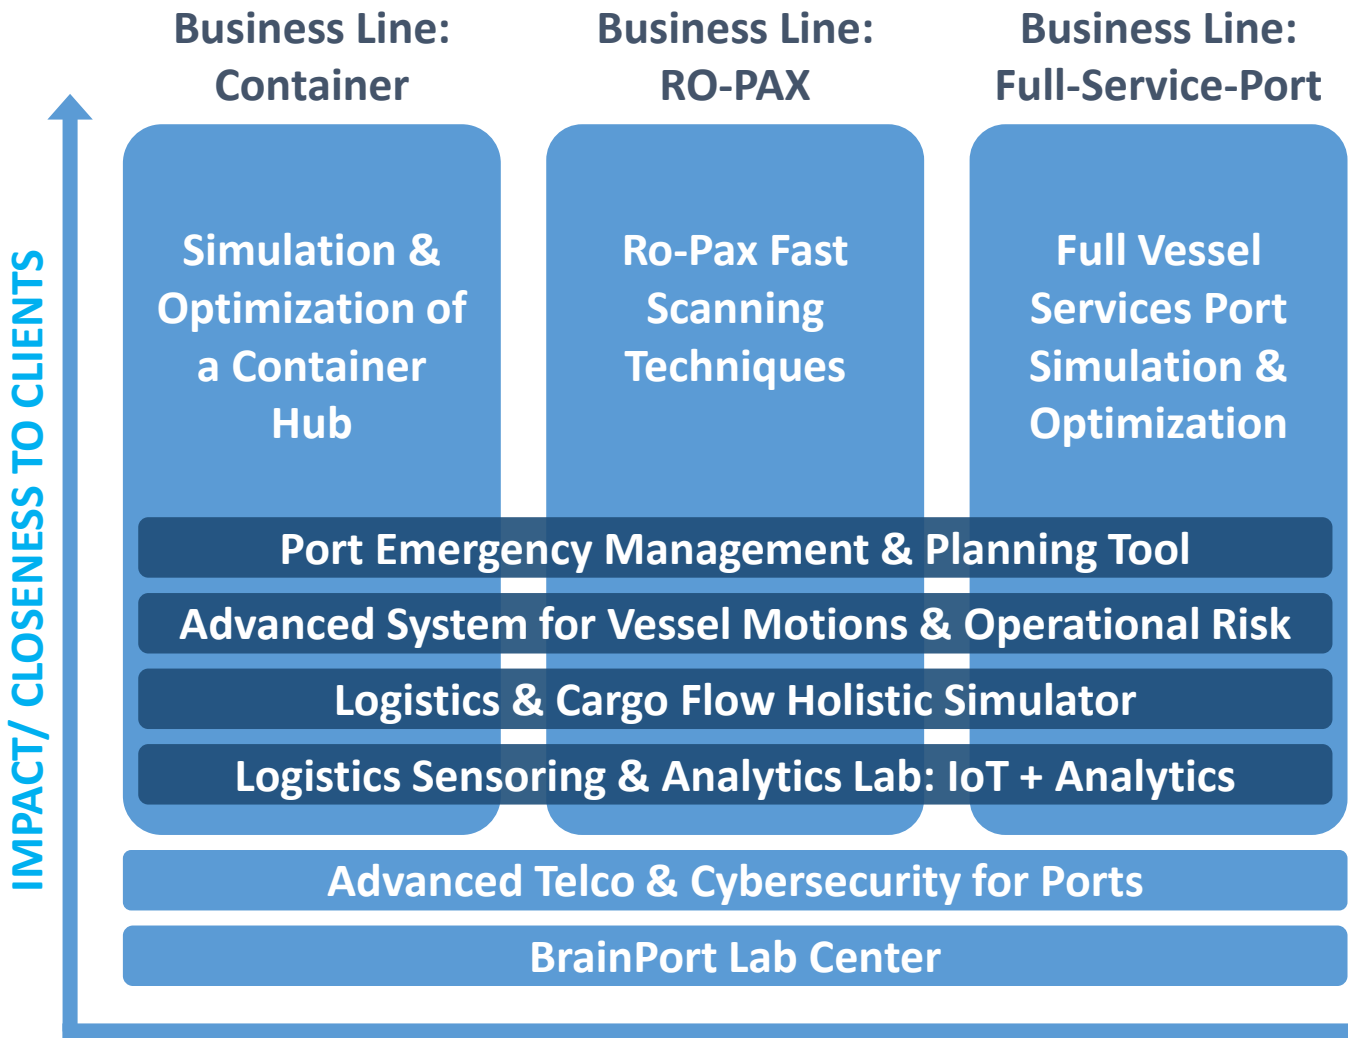 Business Line:
Container
Business Line:
RO-PAX
Business Line:
Full-Service-Port
IMPACT/ CLOSENESS TO CLIENTS
Simulation &
Optimization of
a Container
Hub
Ro-Pax Fast
Scanning
Techniques
Full Vessel
Services Port
Simulation &
Optimization
Port Emergency Management & Planning Tool
Advanced System for Vessel Motions & Operational Risk
Logistics & Cargo Flow Holistic Simulator
Logistics Sensoring & Analytics Lab: IoT + Analytics
Advanced Telco & Cybersecurity for Ports
BrainPort Lab Center